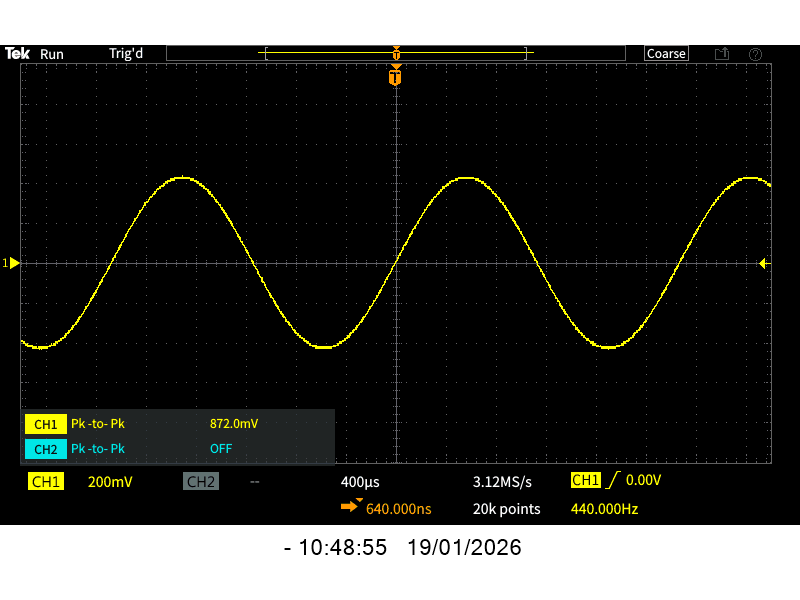 Tek Run Trig'd Coarse ?
T
T
1
CH1 Pk -to- Pk 872.0mV
CH2 Pk -to- Pk OFF
CH1 200mV CH2 -- 400µs 3.12MS/s CH1 0.00V
640.000ns 20k points 440.000Hz
- 10:48:55 19/01/2026